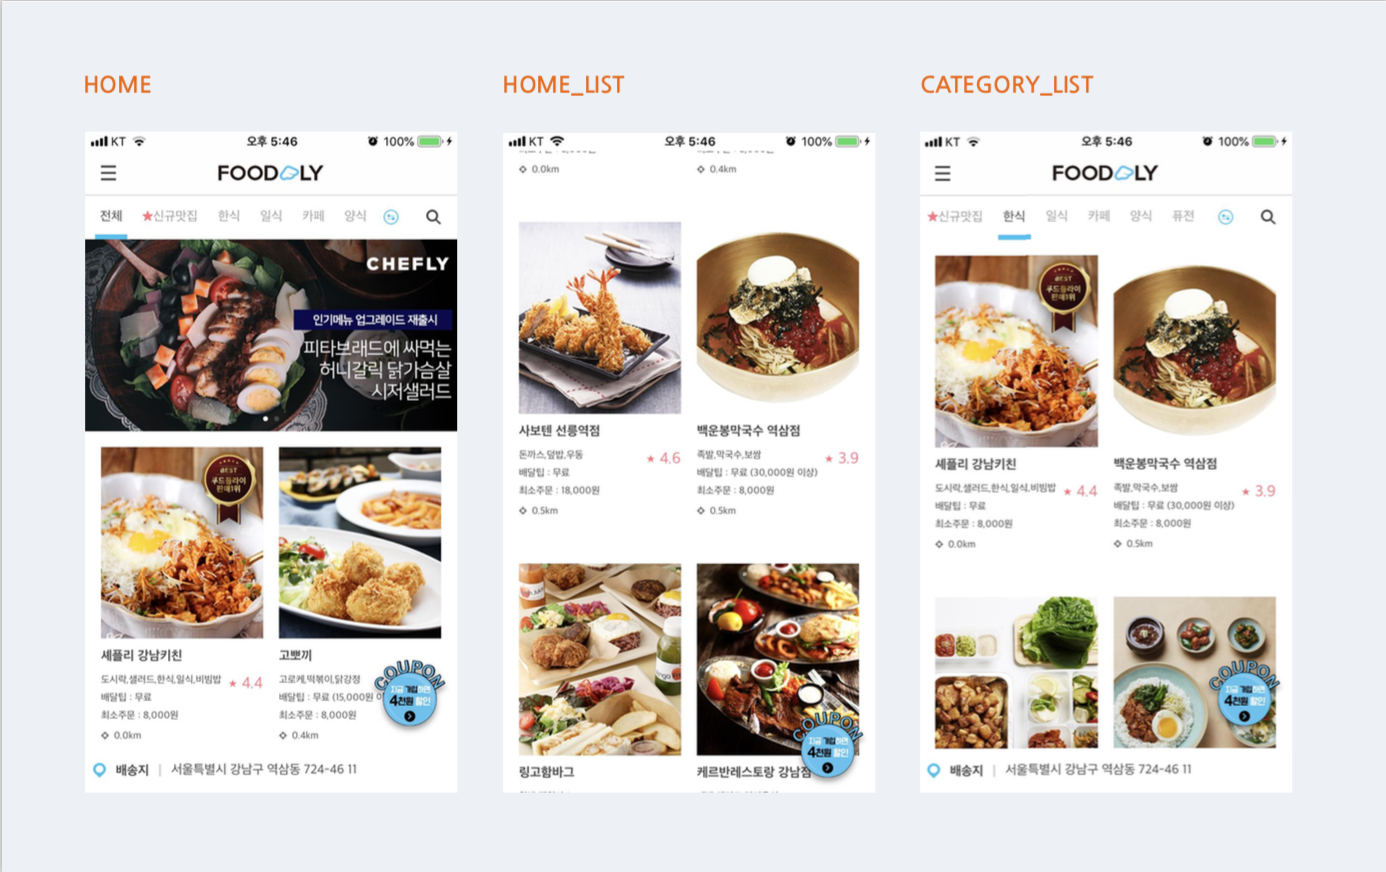 HOME
HOME_LIST
CATEGORY_LIST
KT
오후 5:46
100%
FOODLY
전체
★신규맛집
한식
일식
카페
양식
CHEFLY
인기메뉴 업그레이드 재출시
피타브래드에 싸먹는
허니갈릭 닭가슴살
시저샐러드
BEST
푸드플라이
판매1위
셰플리 강남키친
도시락,샐러드,한식,일식,비빔밥
★ 4.4
배달팁 : 무료
최소주문 : 8,000원
0.0km
고뽀끼
고로케,떡볶이,닭강정
배달팁 : 무료 (15,000원
최소주문 : 8,000원
0.4km
COUPON
지금 가입하면
4천원 할인
배송지 | 서울특별시 강남구 역삼동 724-46 11
KT
오후 5:46
100%
0.0km
0.4km
사보텐 선릉역점
돈까스,덮밥,우동
★ 4.6
배달팁 : 무료
최소주문 : 18,000원
0.5km
백운봉막국수 역삼점
족발,막국수,보쌈
★ 3.9
배달팁 : 무료 (30,000원 이상)
최소주문 : 8,000원
0.5km
링고함바그
케르반레스토랑 강남점
COUPON
지금 가입하면
4천원 할인
KT
오후 5:46
100%
FOODLY
★신규맛집
한식
일식
카페
양식
퓨전
BEST
푸드플라이
판매1위
셰플리 강남키친
도시락,샐러드,한식,일식,비빔밥
★ 4.4
배달팁 : 무료
최소주문 : 8,000원
0.0km
백운봉막국수 역삼점
족발,막국수,보쌈
★ 3.9
배달팁 : 무료 (30,000원 이상)
최소주문 : 8,000원
0.5km
COUPON
지금 가입하면
4천원 할인
배송지 | 서울특별시 강남구 역삼동 724-46 11